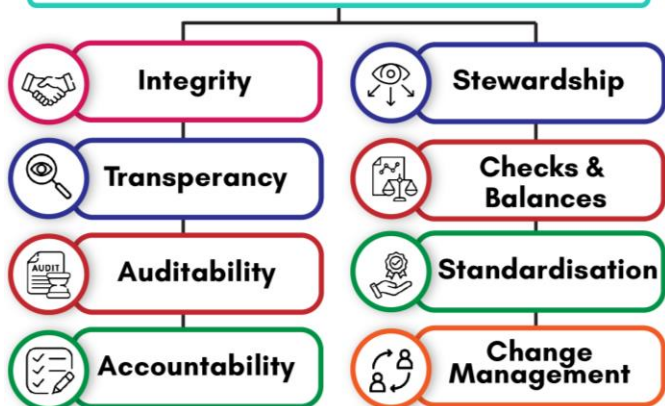 Integrity
Transperancy
AUDIT
Auditability
Accountability
Stewardship
Checks &
Balances
Standardisation
Change
Management